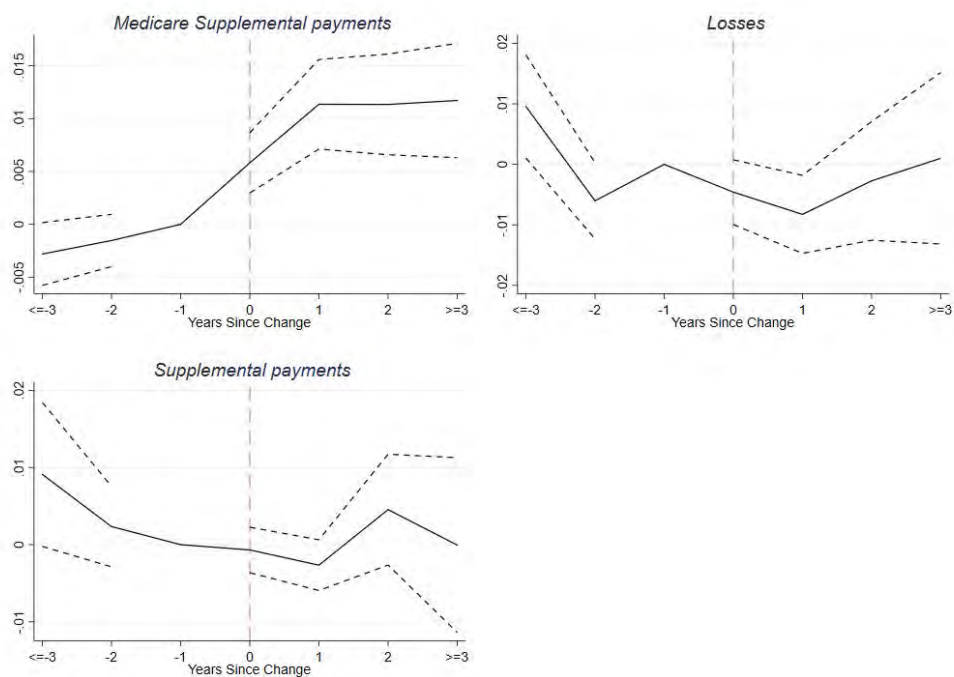 Medicare Supplemental payments
.015
.01
.005
0
-.005
<=-3 -2 -1 0 1 2 >=3
Years Since Change
Losses
.02
.01
0
-.01
-.02
<=-3 -2 -1 0 1 2 >=3
Years Since Change
Supplemental payments
.02
.01
0
-.01
<=-3 -2 -1 0 1 2 >=3
Years Since Change